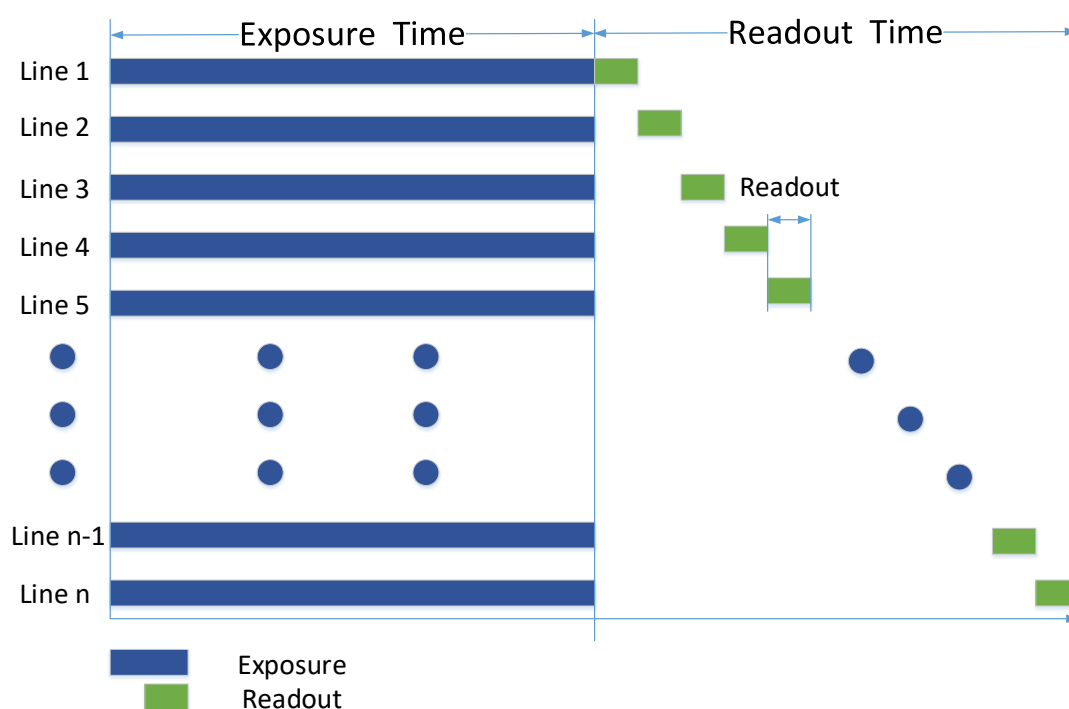 Exposure Time
Readout Time
Line 1
Line 2
Line 3
Readout
Line 4
Line 5
Line n-1
Line n
Exposure
Readout